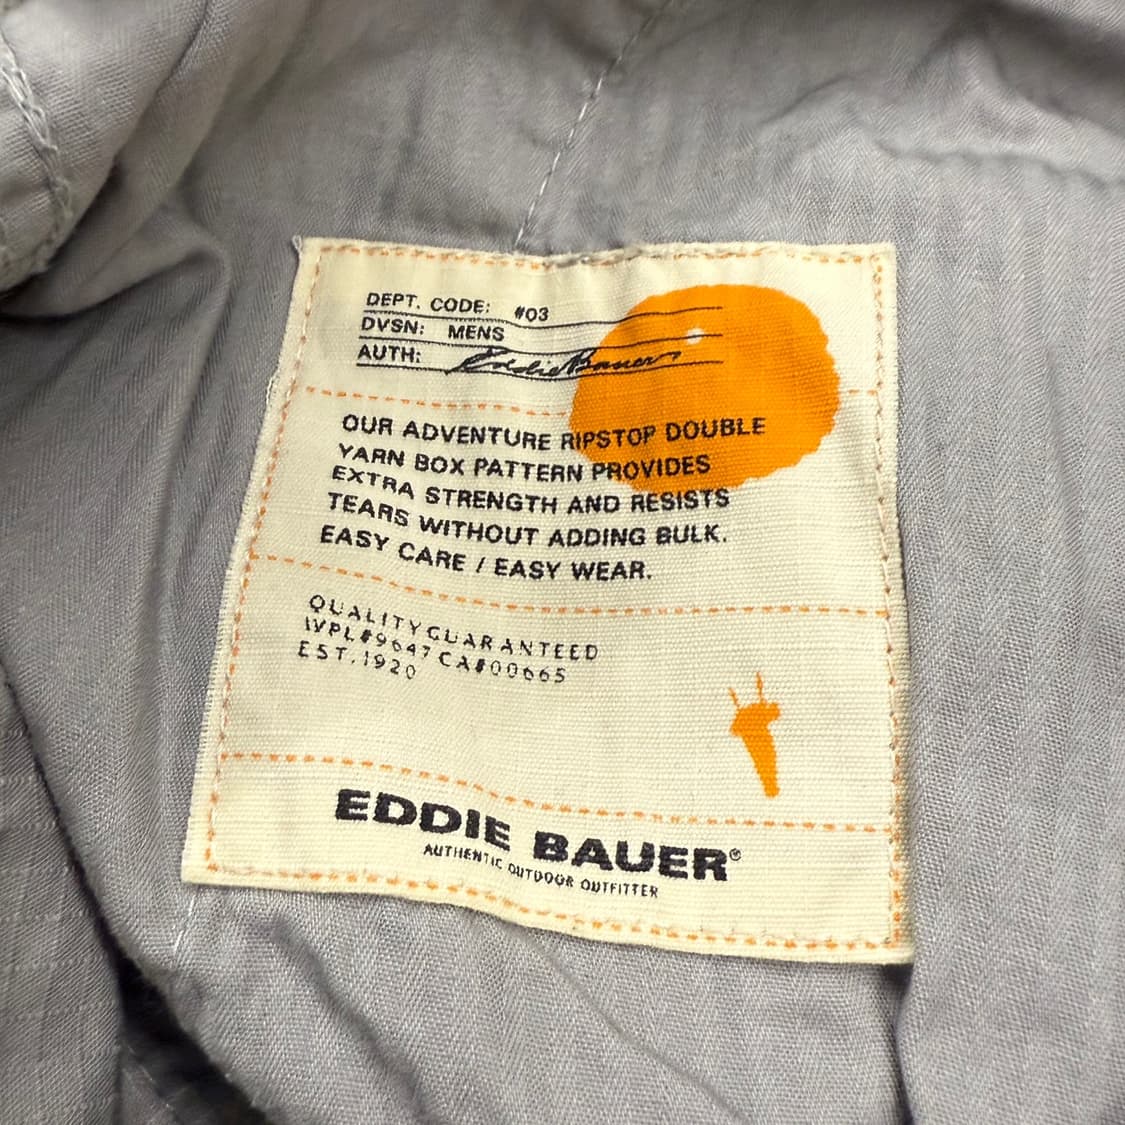 DEPT. CODE: #03
DVSN: MENS
AUTH: Eddie Bauer
OUR ADVENTURE RIPSTOP DOUBLE
YARN BOX PATTERN PROVIDES
EXTRA STRENGTH AND RESISTS
TEARS WITHOUT ADDING BULK.
EASY CARE / EASY WEAR.
QUALITY GUARANTEED
WPL#9647 CA#00665
EST. 1920
EDDIE BAUER®
AUTHENTIC OUTDOOR OUTFITTER